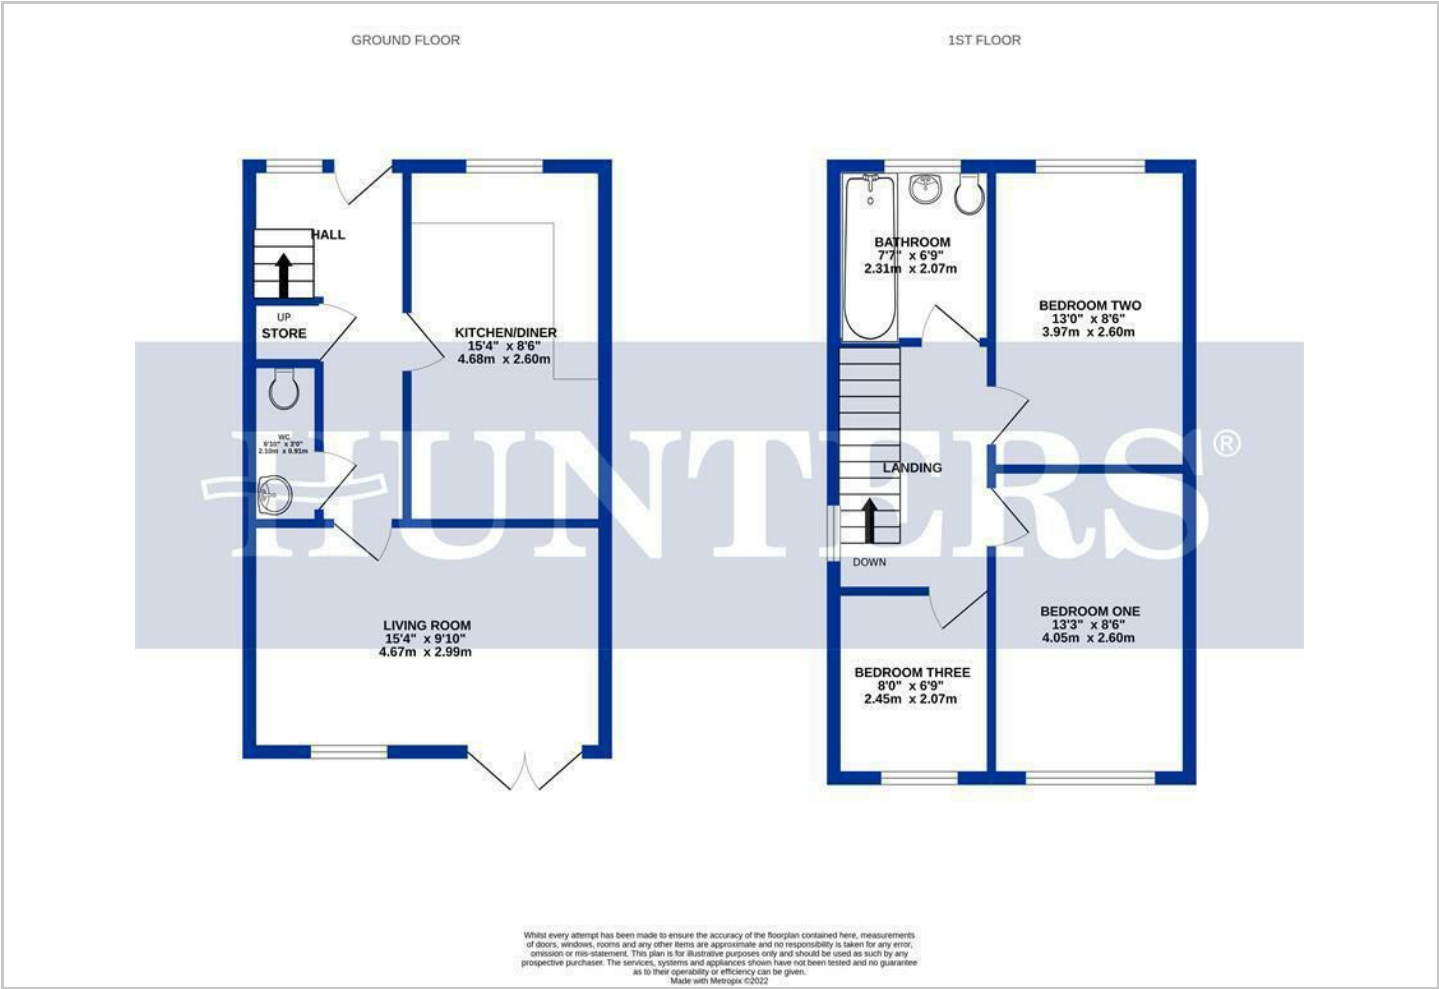 GROUND FLOOR
1ST FLOOR
HALL
UP
STORE
KITCHEN/DINER
15'4" x 8'6"
4.68m x 2.60m
WC
6'10" x 3'0"
2.10m x 0.91m
LIVING ROOM
15'4" x 9'10"
4.67m x 2.99m
BATHROOM
7'7" x 6'9"
2.31m x 2.07m
BEDROOM TWO
13'0" x 8'6"
3.97m x 2.60m
LANDING
DOWN
BEDROOM ONE
13'3" x 8'6"
4.05m x 2.60m
BEDROOM THREE
8'0" x 6'9"
2.45m x 2.07m
HUNTERS®
Whilst every attempt has been made to ensure the accuracy of the floorplan contained here, measurements
of doors, windows, rooms and any other items are approximate and no responsibility is taken for any error,
omission or mis-statement. This plan is for illustrative purposes only and should be used as such by any
prospective purchaser. The services, systems and appliances shown have not been tested and no guarantee
as to their operability or efficiency can be given.
Made with Metropix ©2022